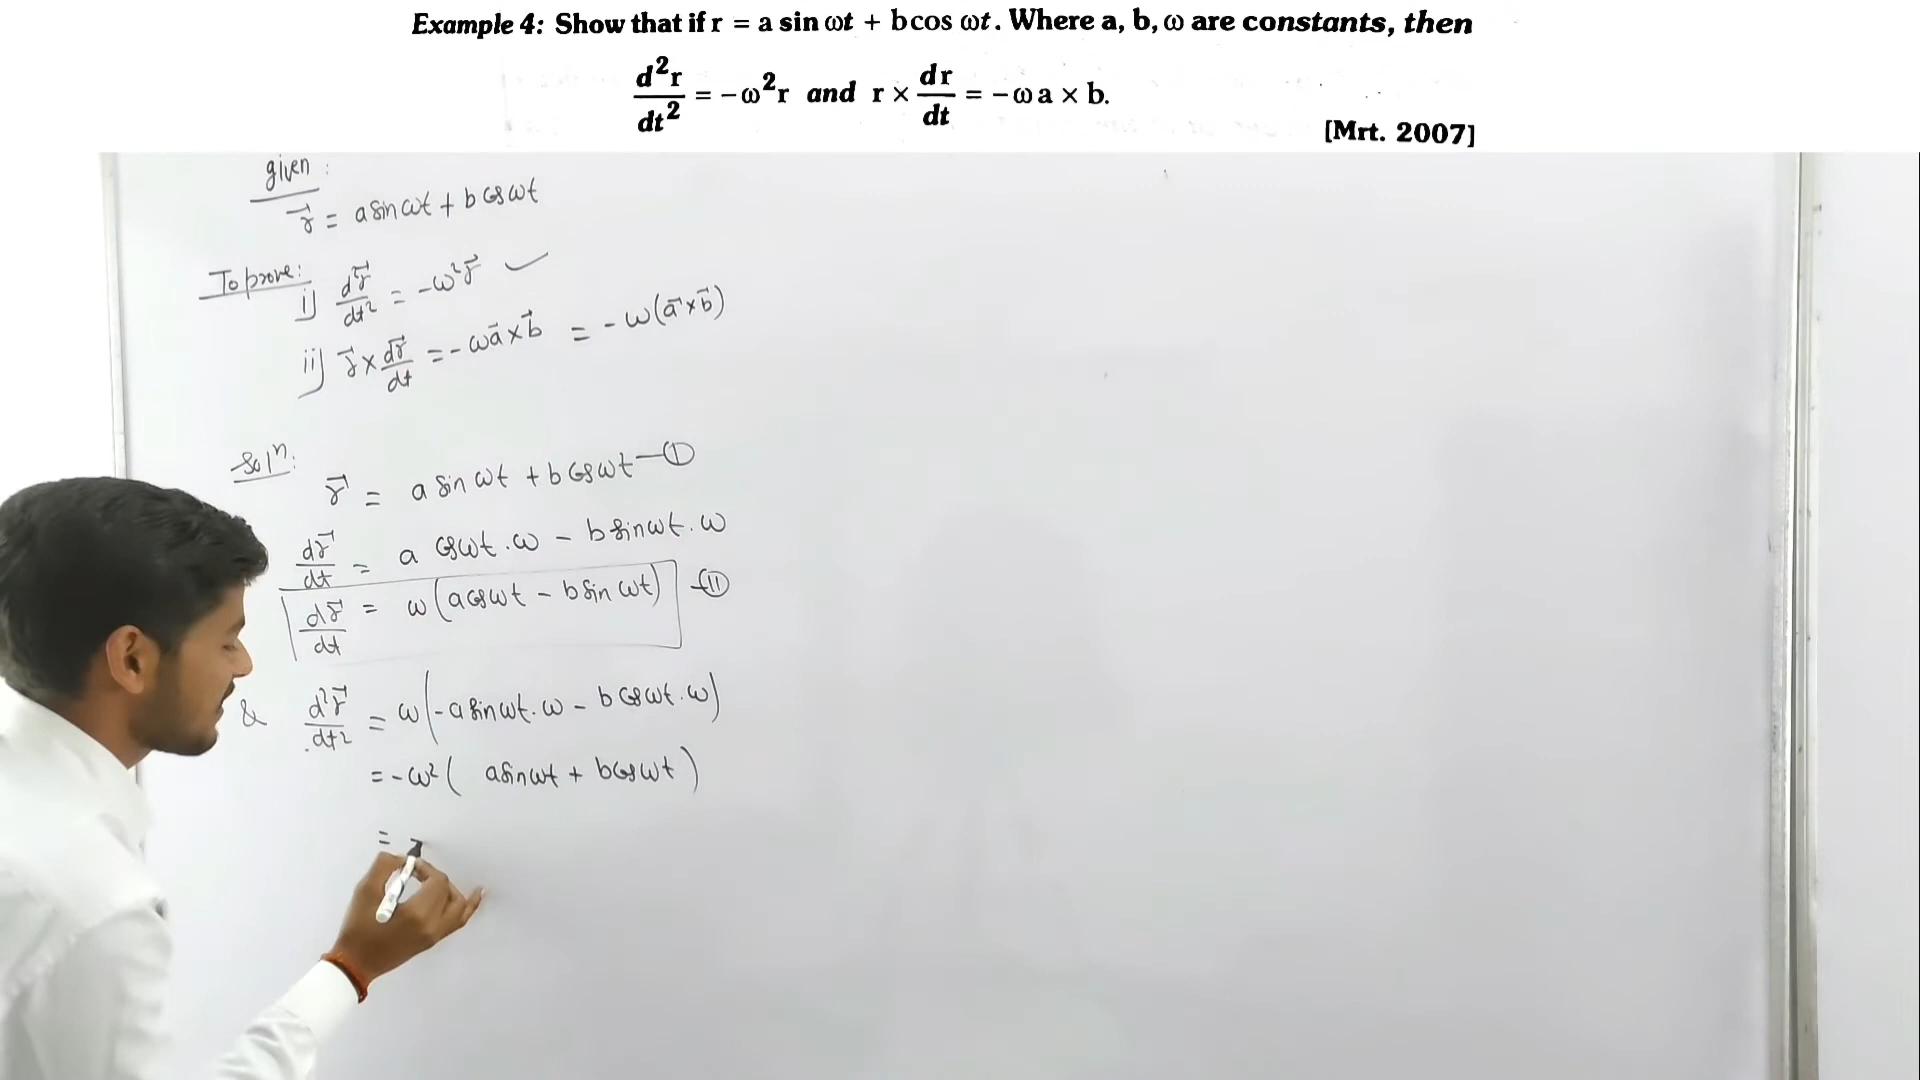 Example 4: Show that if r = a sin ωt + b cos ωt. Where a, b, ω are constants, then
d²r/dt² = −ω²r and r × dr/dt = −ω a × b.
[Mrt. 2007]
given :
r⃗ = a sin ωt + b cos ωt
To prove:
i) d²r⃗/dt² = -ω²r⃗ ✓
ii) r⃗ × dr⃗/dt = -ωa⃗ × b⃗ = -ω(a⃗ × b⃗)
Solⁿ:
r⃗ = a sin ωt + b cos ωt —①
dr⃗/dt = a cos ωt . ω − b sin ωt . ω
dr⃗/dt = ω(a cos ωt − b sin ωt) —⑪
& d²r⃗/dt² = ω(-a sin ωt . ω − b cos ωt . ω)
= -ω² ( a sin ωt + b cos ωt )
= -